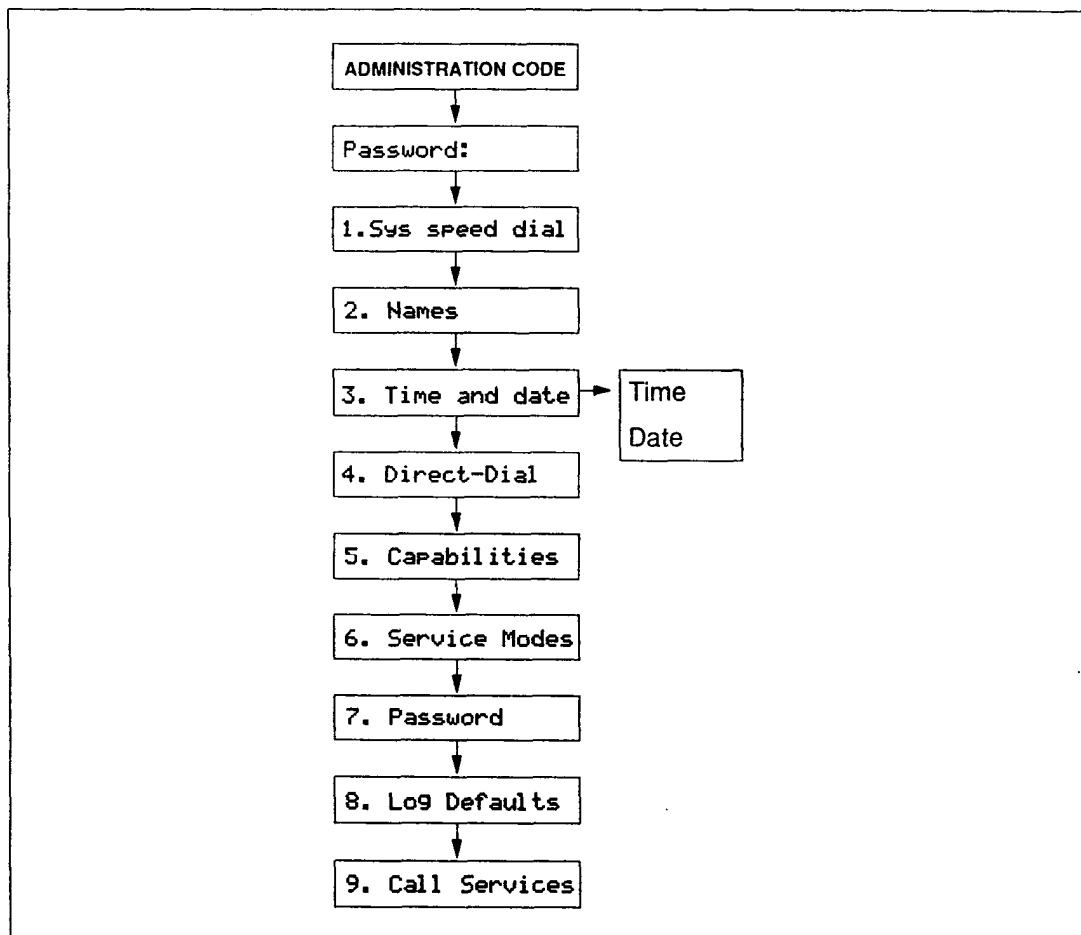 ADMINISTRATION CODE
Password:
1.Sys speed dial
2. Names
3. Time and date
Time
Date
4. Direct-Dial
5. Capabilities
6. Service Modes
7. Password
8. Log Defaults
9. Call Services